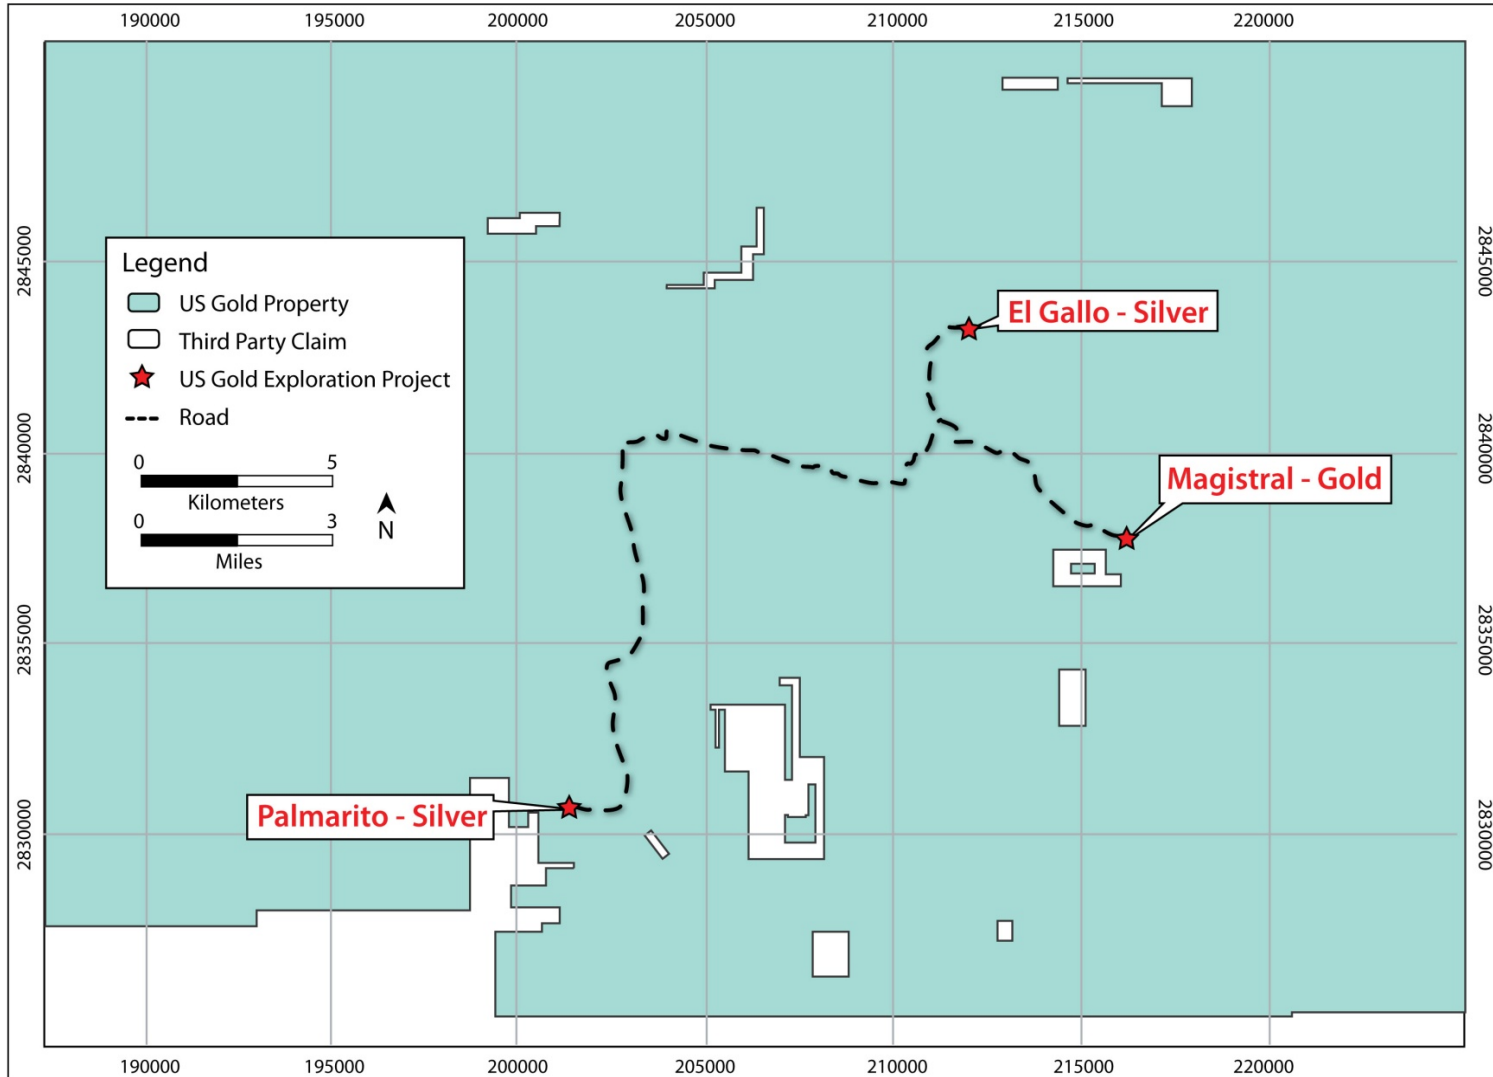 190000 195000 200000 205000 210000 215000 220000
2845000
2840000
2835000
2830000
Legend
US Gold Property
Third Party Claim
US Gold Exploration Project
Road
0 5
Kilometers
0 3
Miles
N
El Gallo - Silver
Magistral - Gold
Palmarito - Silver
2845000
2840000
2835000
2830000
190000 195000 200000 205000 210000 215000 220000